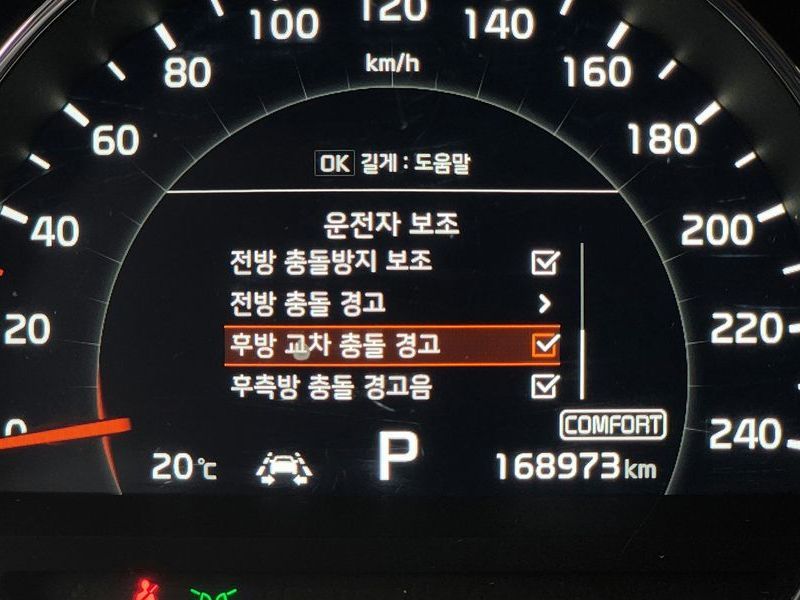 100 120 140
80 km/h 160
60 180
OK 길게 : 도움말
40 운전자 보조 200
전방 충돌방지 보조
전방 충돌 경고
20 후방 교차 충돌 경고 220
후측방 충돌 경고음
0 COMFORT 240
20℃ P 168973km